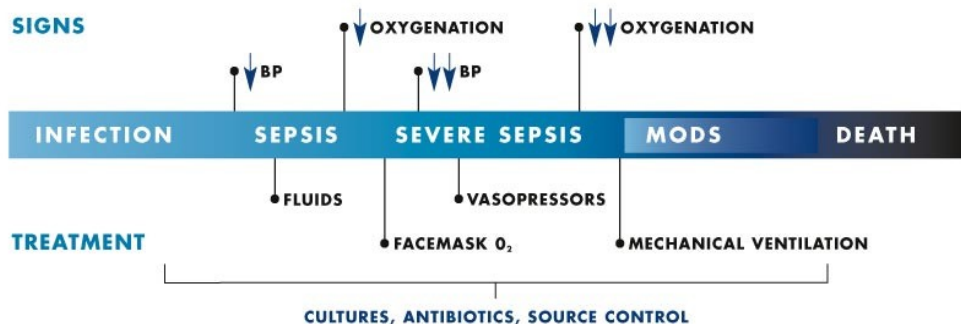 SIGNS
OXYGENATION
OXYGENATION
BP
BP
INFECTION SEPSIS SEVERE SEPSIS MODS DEATH
FLUIDS
VASOPRESSORS
TREATMENT
FACEMASK 0₂
MECHANICAL VENTILATION
CULTURES, ANTIBIOTICS, SOURCE CONTROL